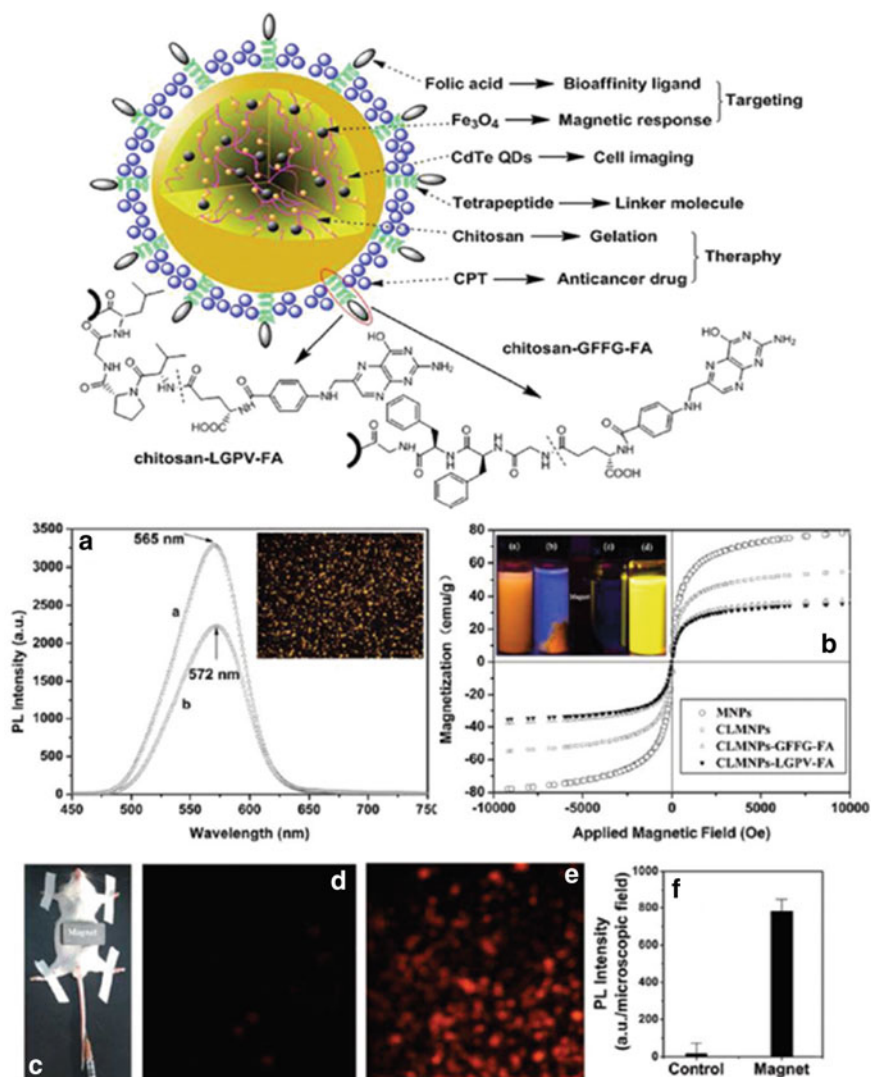 Folic acid Bioaffinity ligand
Targeting
Fe₃O₄ Magnetic response
CdTe QDs Cell imaging
Tetrapeptide Linker molecule
Chitosan Gelation
Theraphy
CPT Anticancer drug
chitosan-GFFG-FA
chitosan-LGPV-FA
O
NH
O
O
NH
O
N
O
NH
O
HOOC
N
H
O
N
H
N
N
HO
N
N
NH₂
O
NH
O
N
H
O
H
N
O
N
H
O
O
N
H
COOH
N
H
N
N
HO
N
N
NH₂
a
3500
3000
2500
2000
1500
1000
500
0
PL Intensity (a.u.)
565 nm
a
572 nm
b
450 500 550 600 650 700 750
Wavelength (nm)
b
80
60
40
20
0
-20
-40
-60
-80
Magnetization (emu/g)
(a) (b) (c) (d)
Magnet
MNPs
CLMNPs
CLMNPs-GFFG-FA
CLMNPs-LGPV-FA
-10000 -5000 0 5000 10000
Applied Magnetic Field (Oe)
Magnet
c
d
e
f
PL Intensity
(a.u./microscopic field)
1000
800
600
400
200
0
Control Magnet